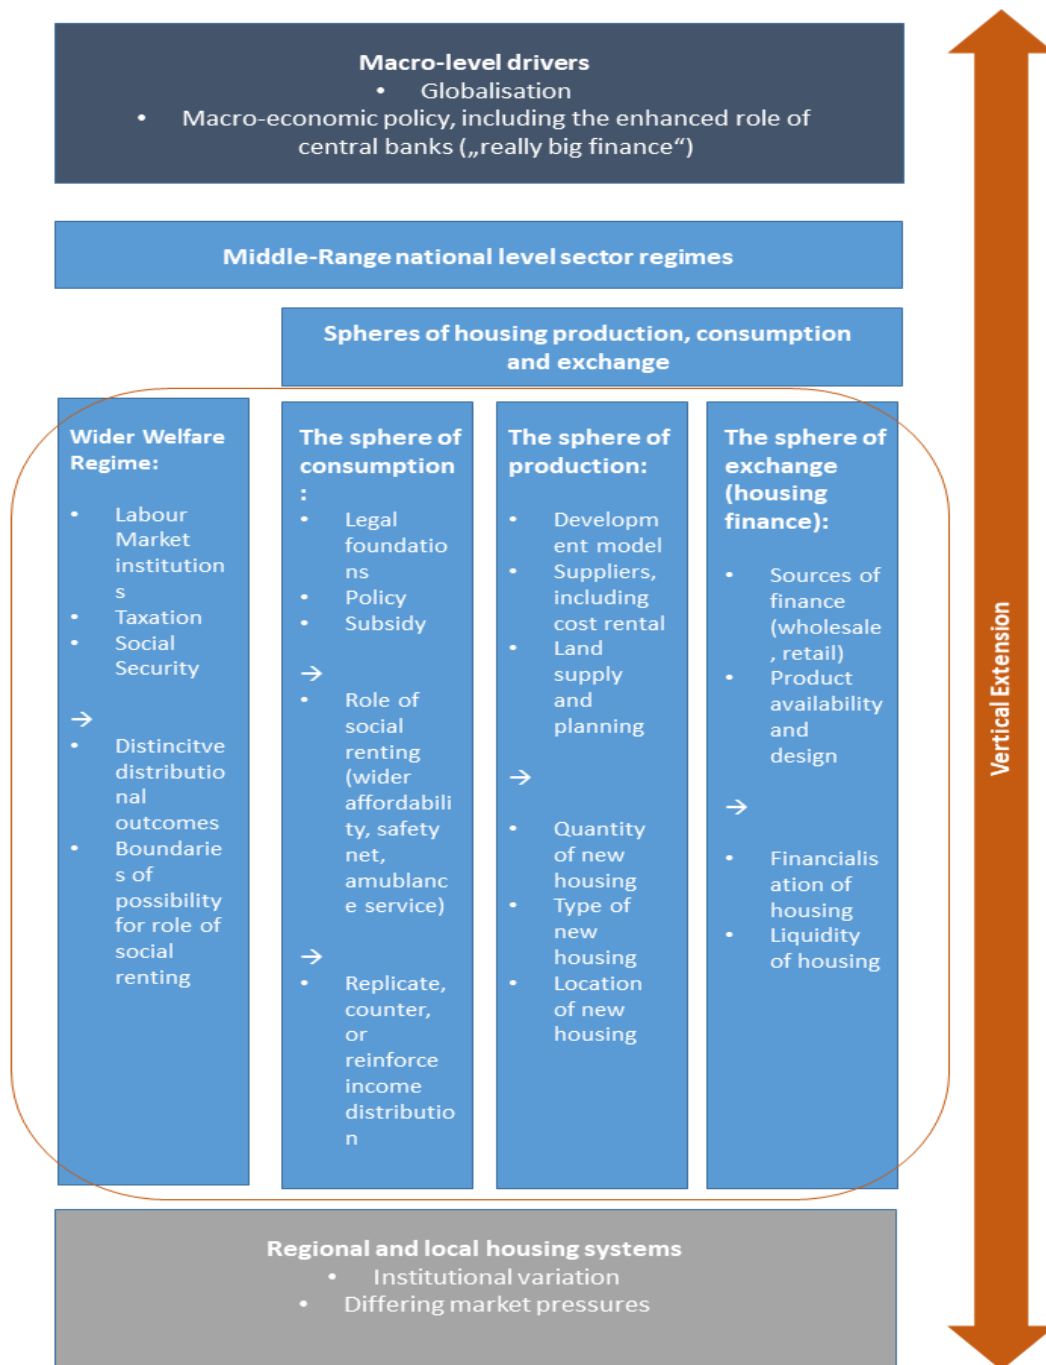 Macro-level drivers
• Globalisation
• Macro-economic policy, including the enhanced role of
central banks („really big finance“)
Middle-Range national level sector regimes
Spheres of housing production, consumption
and exchange
Wider Welfare
Regime:
• Labour
Market
institution
s
• Taxation
• Social
Security
→
• Distincitve
distributio
nal
outcomes
• Boundarie
s of
possibility
for role of
social
renting
The sphere of
consumption
:
• Legal
foundatio
ns
• Policy
• Subsidy
→
• Role of
social
renting
(wider
affordabili
ty, safety
net,
amublanc
e service)
→
• Replicate,
counter,
or
reinforce
income
distributio
n
The sphere of
production:
• Developm
ent model
• Suppliers,
including
cost rental
• Land
supply
and
planning
→
• Quantity
of new
housing
• Type of
new
housing
• Location
of new
housing
The sphere of
exchange
(housing
finance):
• Sources of
finance
(wholesale
, retail)
• Product
availability
and
design
→
• Financialis
ation of
housing
• Liquidity
of housing
Regional and local housing systems
• Institutional variation
• Differing market pressures
Vertical Extension